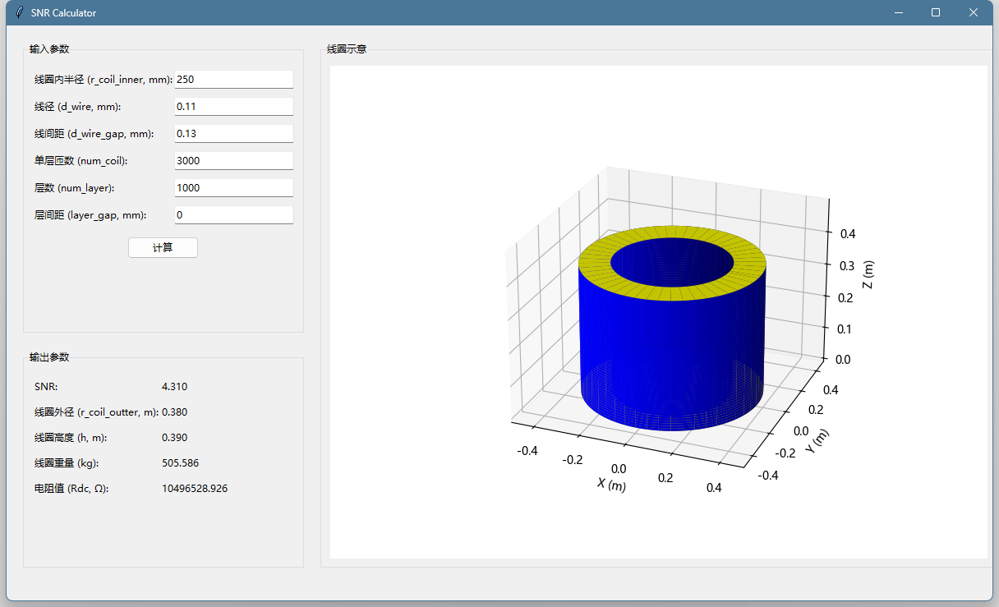 SNR Calculator
输入参数
线圈内半径 (r_coil_inner, mm): 250
线径 (d_wire, mm): 0.11
线间距 (d_wire_gap, mm): 0.13
单层匝数 (num_coil): 3000
层数 (num_layer): 1000
层间距 (layer_gap, mm): 0
计算
输出参数
SNR: 4.310
线圈外径 (r_coil_outter, m): 0.380
线圈高度 (h, m): 0.390
线圈重量 (kg): 505.586
电阻值 (Rdc, Ω): 10496528.926
线圈示意
0.4
0.3
0.2
0.1
0.0
Z (m)
0.4
0.2
0.0
-0.2
-0.4
Y (m)
-0.4
-0.2
0.0
0.2
0.4
X (m)